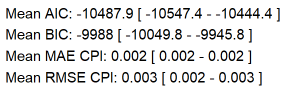 Mean AIC: -10487.9 [ -10547.4 - -10444.4 ]
Mean BIC: -9988 [ -10049.8 - -9945.8 ]
Mean MAE CPI: 0.002 [ 0.002 - 0.002 ]
Mean RMSE CPI: 0.003 [ 0.002 - 0.003 ]